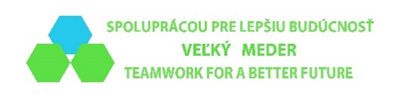 SPOLUPRÁCOU PRE LEPŠIU BUDÚCNOSŤ
VEĽKÝ MEDER
TEAMWORK FOR A BETTER FUTURE